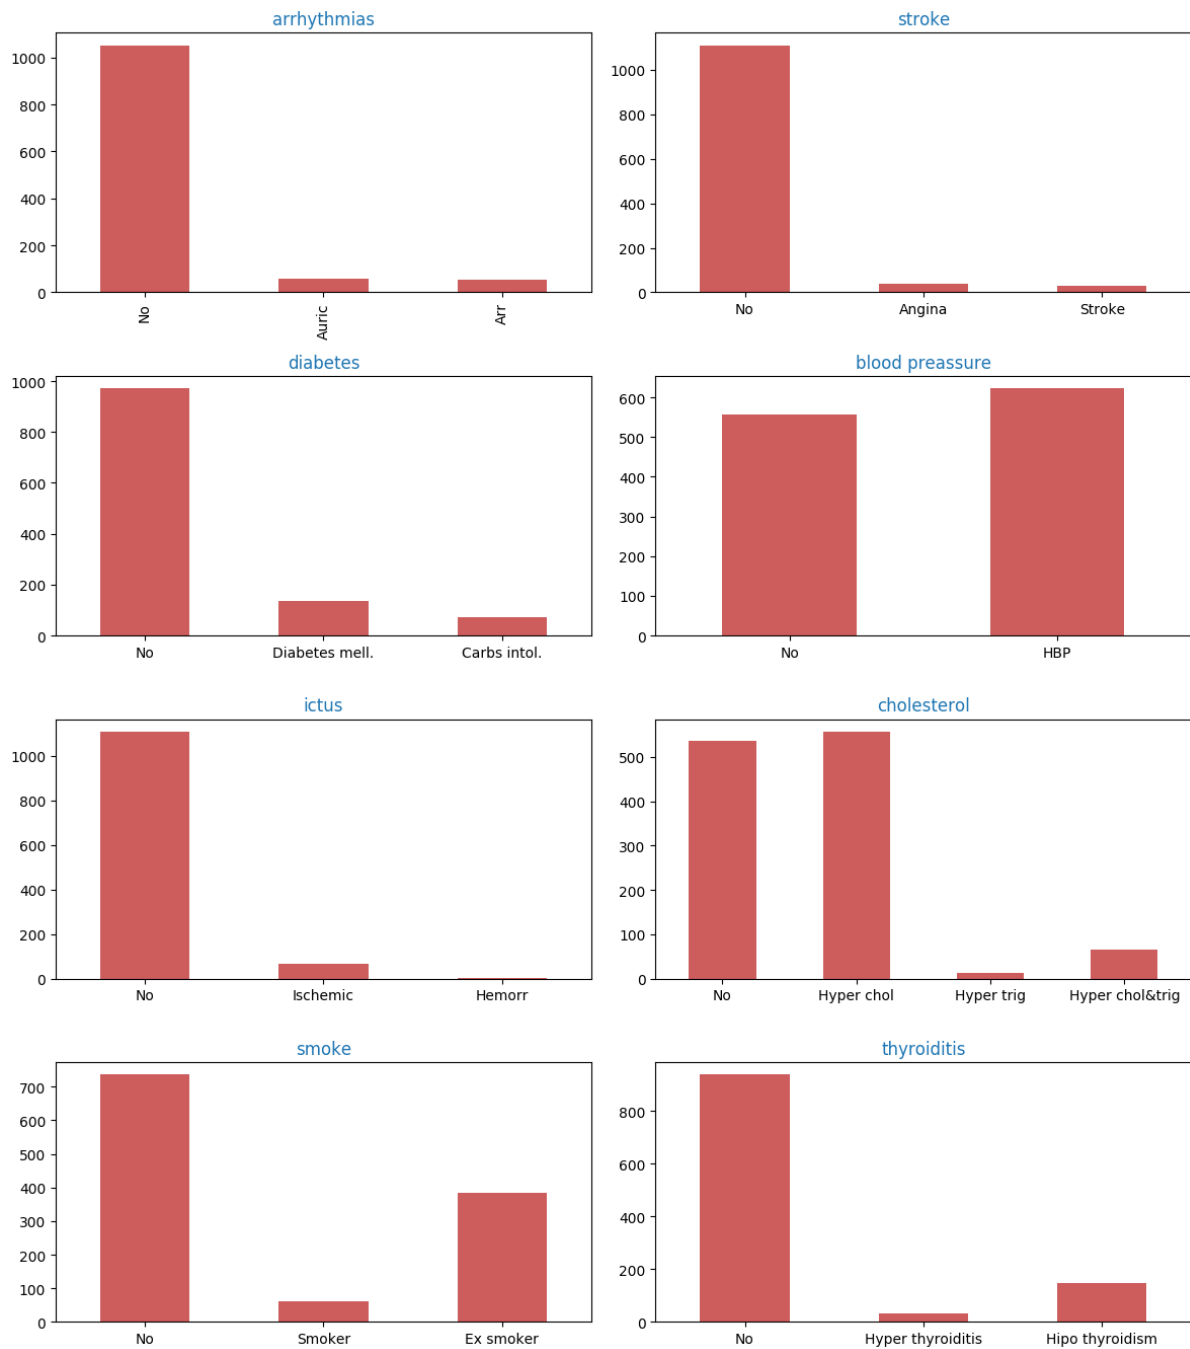 arrhythmias
1000
800
600
400
200
0
No
Auric
Arr
stroke
1000
800
600
400
200
0
No Angina Stroke
diabetes
1000
800
600
400
200
0
No Diabetes mell. Carbs intol.
blood preassure
600
500
400
300
200
100
0
No HBP
ictus
1000
800
600
400
200
0
No Ischemic Hemorr
cholesterol
500
400
300
200
100
0
No Hyper chol Hyper trig Hyper chol&trig
smoke
700
600
500
400
300
200
100
0
No Smoker Ex smoker
thyroiditis
800
600
400
200
0
No Hyper thyroiditis Hipo thyroidism